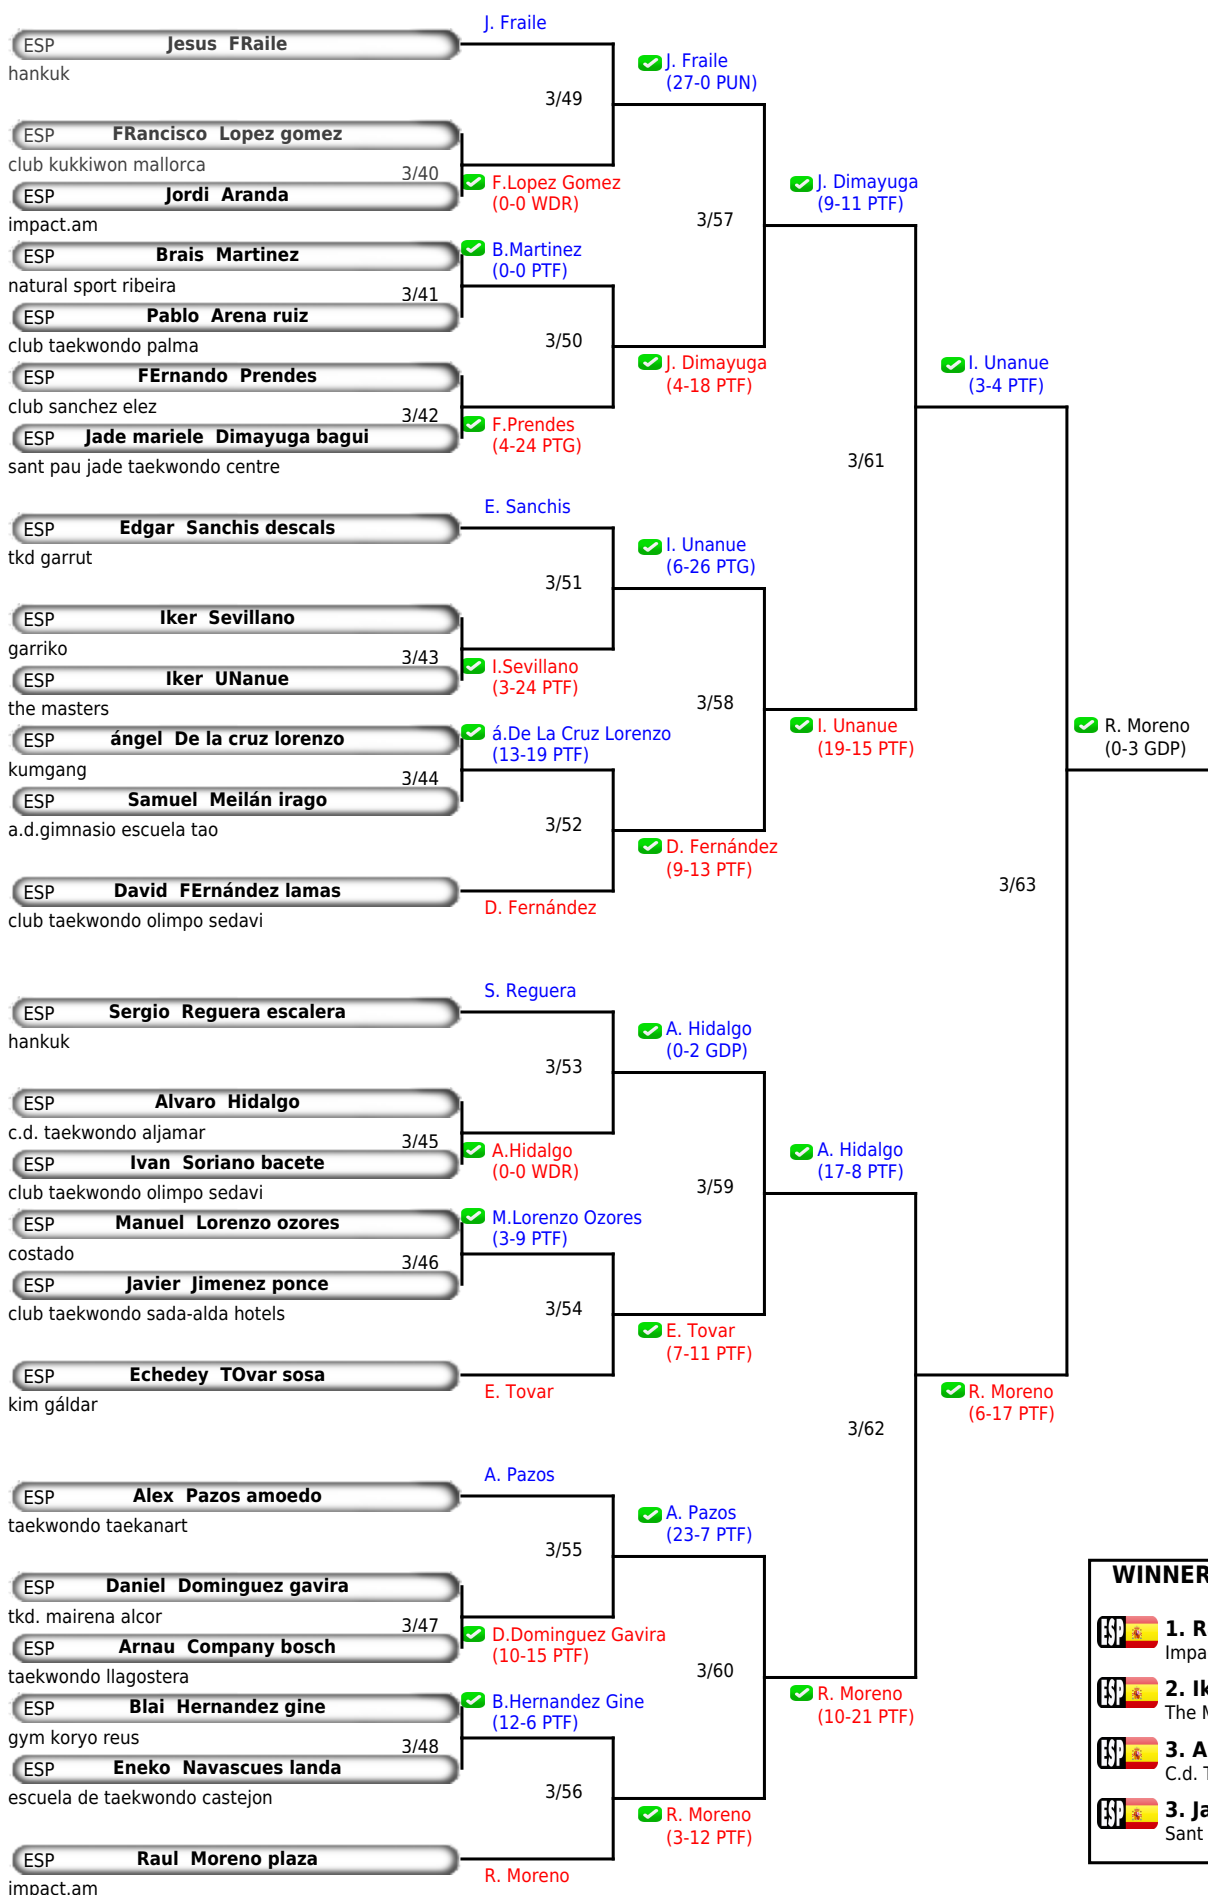 J. Fraile
ESP Jesus FRaile
hankuk
J. Fraile
(27-0 PUN)
3/49
ESP FRancisco Lopez gomez
club kukkiwon mallorca
3/40
F.Lopez Gomez
(0-0 WDR)
ESP Jordi Aranda
impact.am
J. Dimayuga
(9-11 PTF)
3/57
ESP Brais Martinez
natural sport ribeira
B.Martinez
(0-0 PTF)
3/41
ESP Pablo Arena ruiz
club taekwondo palma
3/50
J. Dimayuga
(4-18 PTF)
ESP FErnando Prendes
club sanchez elez
3/42
F.Prendes
(4-24 PTG)
ESP Jade mariele Dimayuga bagui
sant pau jade taekwondo centre
I. Unanue
(3-4 PTF)
3/61
E. Sanchis
ESP Edgar Sanchis descals
tkd garrut
I. Unanue
(6-26 PTG)
3/51
ESP Iker Sevillano
garriko
3/43
I.Sevillano
(3-24 PTF)
ESP Iker UNanue
the masters
3/58
I. Unanue
(19-15 PTF)
ESP ángel De la cruz lorenzo
kumgang
á.De La Cruz Lorenzo
(13-19 PTF)
3/44
ESP Samuel Meilán irago
a.d.gimnasio escuela tao
3/52
D. Fernández
(9-13 PTF)
ESP David FErnández lamas
club taekwondo olimpo sedavi
D. Fernández
R. Moreno
(0-3 GDP)
3/63
S. Reguera
ESP Sergio Reguera escalera
hankuk
A. Hidalgo
(0-2 GDP)
3/53
ESP Alvaro Hidalgo
c.d. taekwondo aljamar
3/45
A.Hidalgo
(0-0 WDR)
ESP Ivan Soriano bacete
club taekwondo olimpo sedavi
A. Hidalgo
(17-8 PTF)
3/59
ESP Manuel Lorenzo ozores
costado
M.Lorenzo Ozores
(3-9 PTF)
3/46
ESP Javier Jimenez ponce
club taekwondo sada-alda hotels
3/54
E. Tovar
(7-11 PTF)
ESP Echedey TOvar sosa
kim gáldar
E. Tovar
R. Moreno
(6-17 PTF)
3/62
A. Pazos
ESP Alex Pazos amoedo
taekwondo taekanart
A. Pazos
(23-7 PTF)
3/55
ESP Daniel Dominguez gavira
tkd. mairena alcor
3/47
D.Dominguez Gavira
(10-15 PTF)
ESP Arnau Company bosch
taekwondo llagostera
3/60
R. Moreno
(10-21 PTF)
ESP Blai Hernandez gine
gym koryo reus
B.Hernandez Gine
(12-6 PTF)
3/48
ESP Eneko Navascues landa
escuela de taekwondo castejon
3/56
R. Moreno
(3-12 PTF)
ESP Raul Moreno plaza
impact.am
R. Moreno
WINNER
ESP 1. R
Impa
ESP 2. Ik
The M
ESP 3. A
C.d. T
ESP 3. Ja
Sant